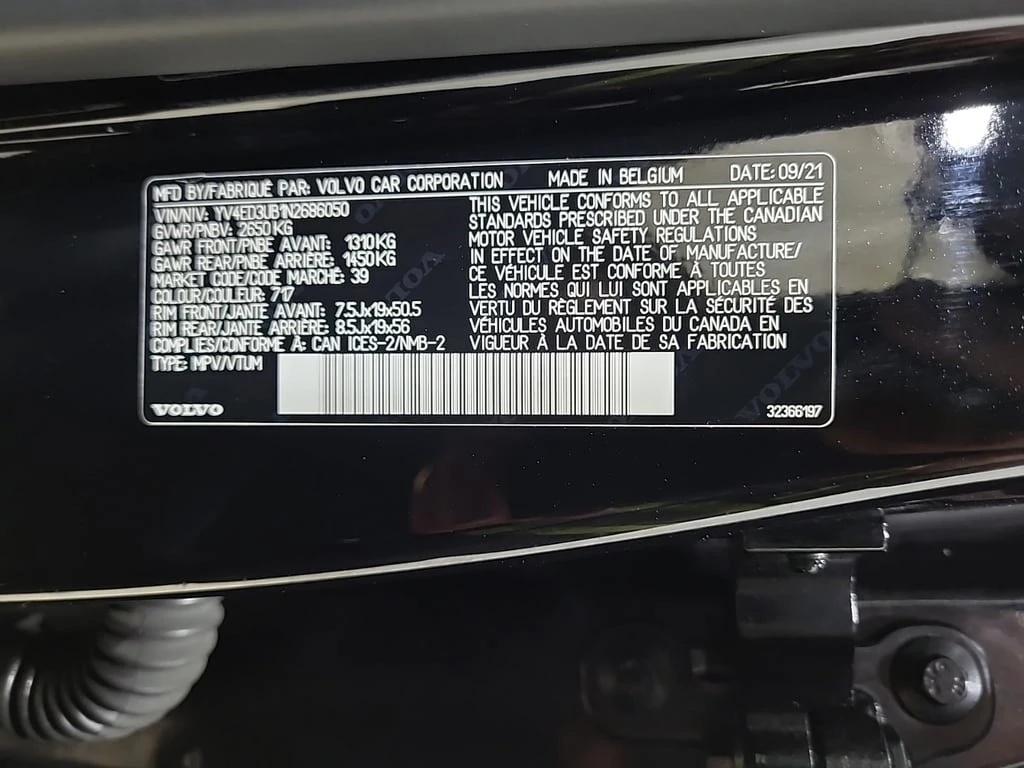 MFD BY/FABRIQUÉ PAR: VOLVO CAR CORPORATION MADE IN BELGIUM DATE: 09/21
VIN/NIV: YV4ED3UB1N2686050
GVWR/PNBV: 2650 KG
GAWR FRONT/PNBE AVANT: 1310 KG
GAWR REAR/PNBE ARRIÈRE: 1450 KG
MARKET CODE/CODE MARCHÉ: 39
COLOUR/COULEUR: 717
RIM FRONT/JANTE AVANT: 7.5Jx19x50.5
RIM REAR/JANTE ARRIÈRE: 8.5Jx19x56
COMPLIES/CONFORME À: CAN ICES-2/NMB-2
TYPE: MPV/VTUM
THIS VEHICLE CONFORMS TO ALL APPLICABLE
STANDARDS PRESCRIBED UNDER THE CANADIAN
MOTOR VEHICLE SAFETY REGULATIONS
IN EFFECT ON THE DATE OF MANUFACTURE/
CE VÉHICULE EST CONFORME À TOUTES
LES NORMES QUI LUI SONT APPLICABLES EN
VERTU DU RÈGLEMENT SUR LA SÉCURITÉ DES
VÉHICULES AUTOMOBILES DU CANADA EN
VIGUEUR À LA DATE DE SA FABRICATION
VOLVO
32366197